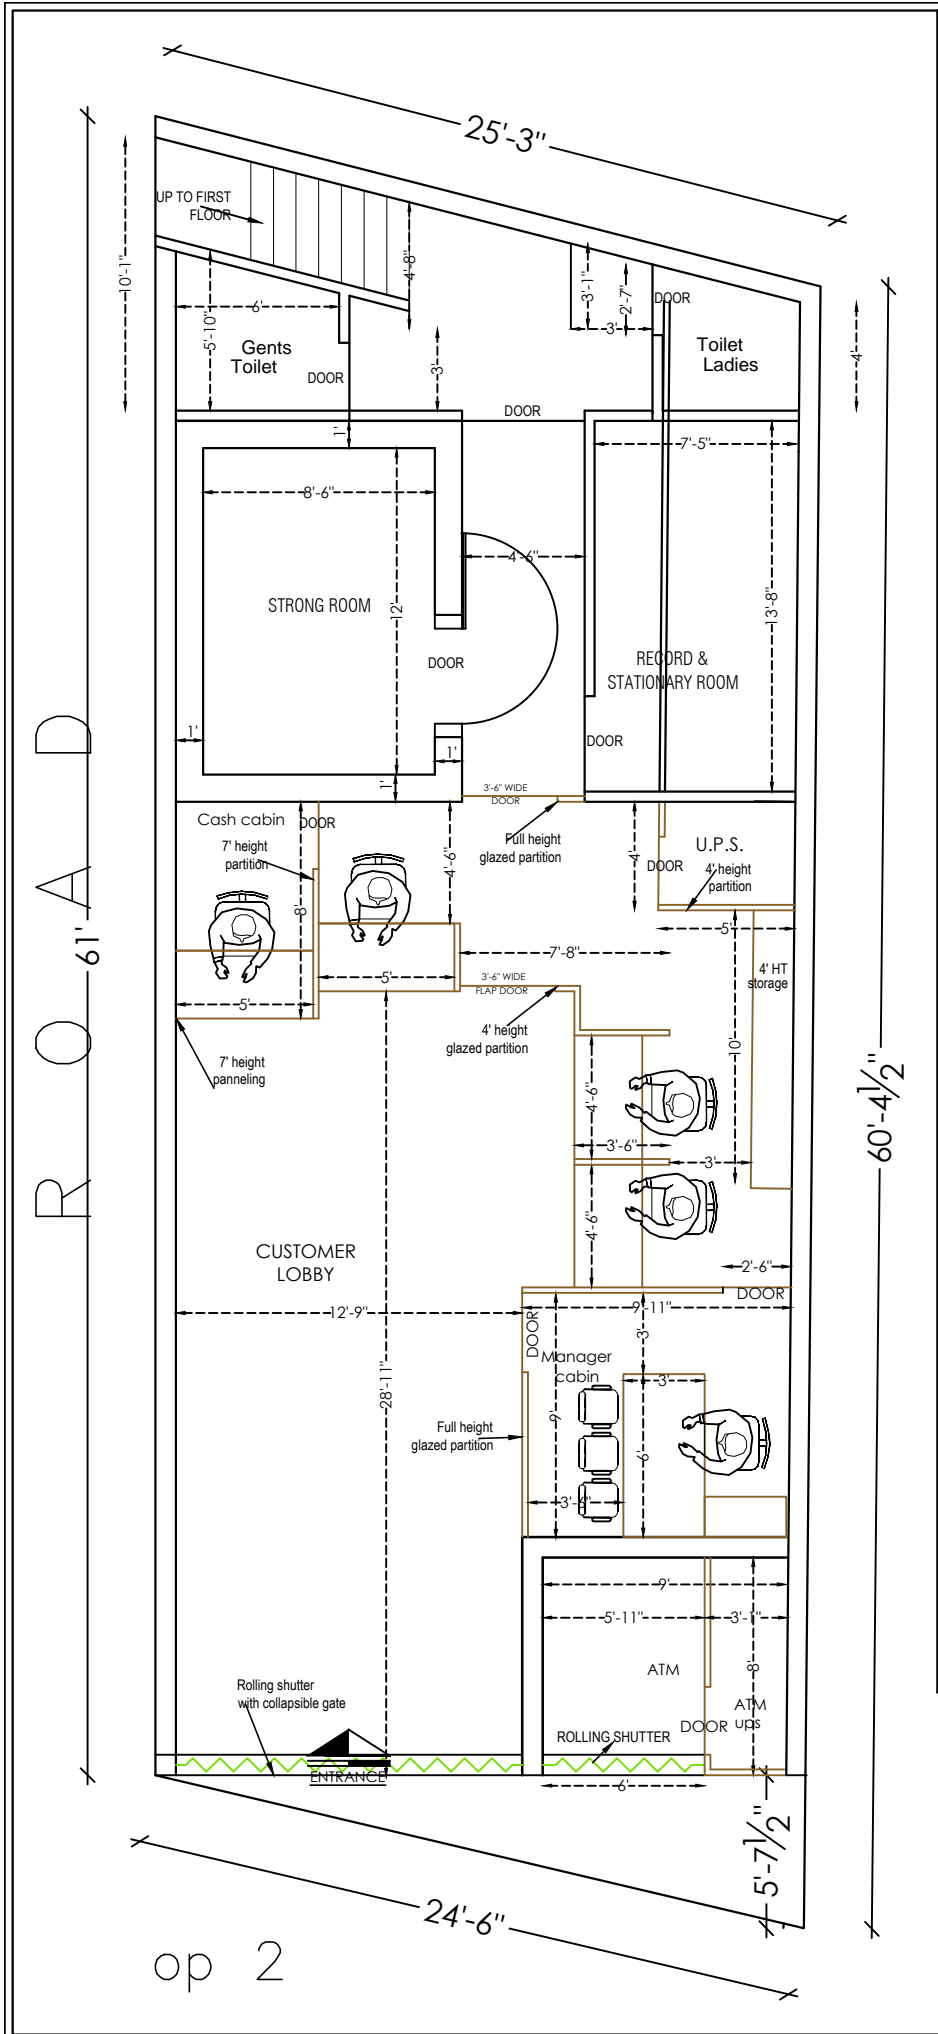 25'-3"
UP TO FIRST
FLOOR
10'-1"
4'-8"
6'
5'-10"
Gents
Toilet
DOOR
3'
3'-1"
2'-7"
3'
DOOR
Toilet
Ladies
4'
DOOR
1'
7'-5"
8'-6"
4'-6"
12'
13'-8"
STRONG ROOM
DOOR
RECORD &
STATIONARY ROOM
DOOR
1'
1'
1'
3'-6" WIDE
DOOR
Cash cabin
DOOR
7' height
partition
8'
4'-6"
Full height
glazed partition
4'
DOOR
U.P.S.
4' height
partition
5'
7'-8"
5'
5'
3'-6" WIDE
FLAP DOOR
4' HT
storage
4' height
glazed partition
7' height
panneling
10'
4'-6"
3'-6"
3'
4'-6"
2'-6"
DOOR
ROAD
61'
60'-4½"
CUSTOMER
LOBBY
12'-9"
9'-11"
DOOR
3'
Manager
cabin
3'
28'-11"
9'
6'
Full height
glazed partition
3'-6"
9'
5'-11"
3'-1"
8'
ATM
ATM
ups
DOOR
Rolling shutter
with collapsible gate
ROLLING SHUTTER
ENTRANCE
6'
5'-7½"
24'-6"
op 2